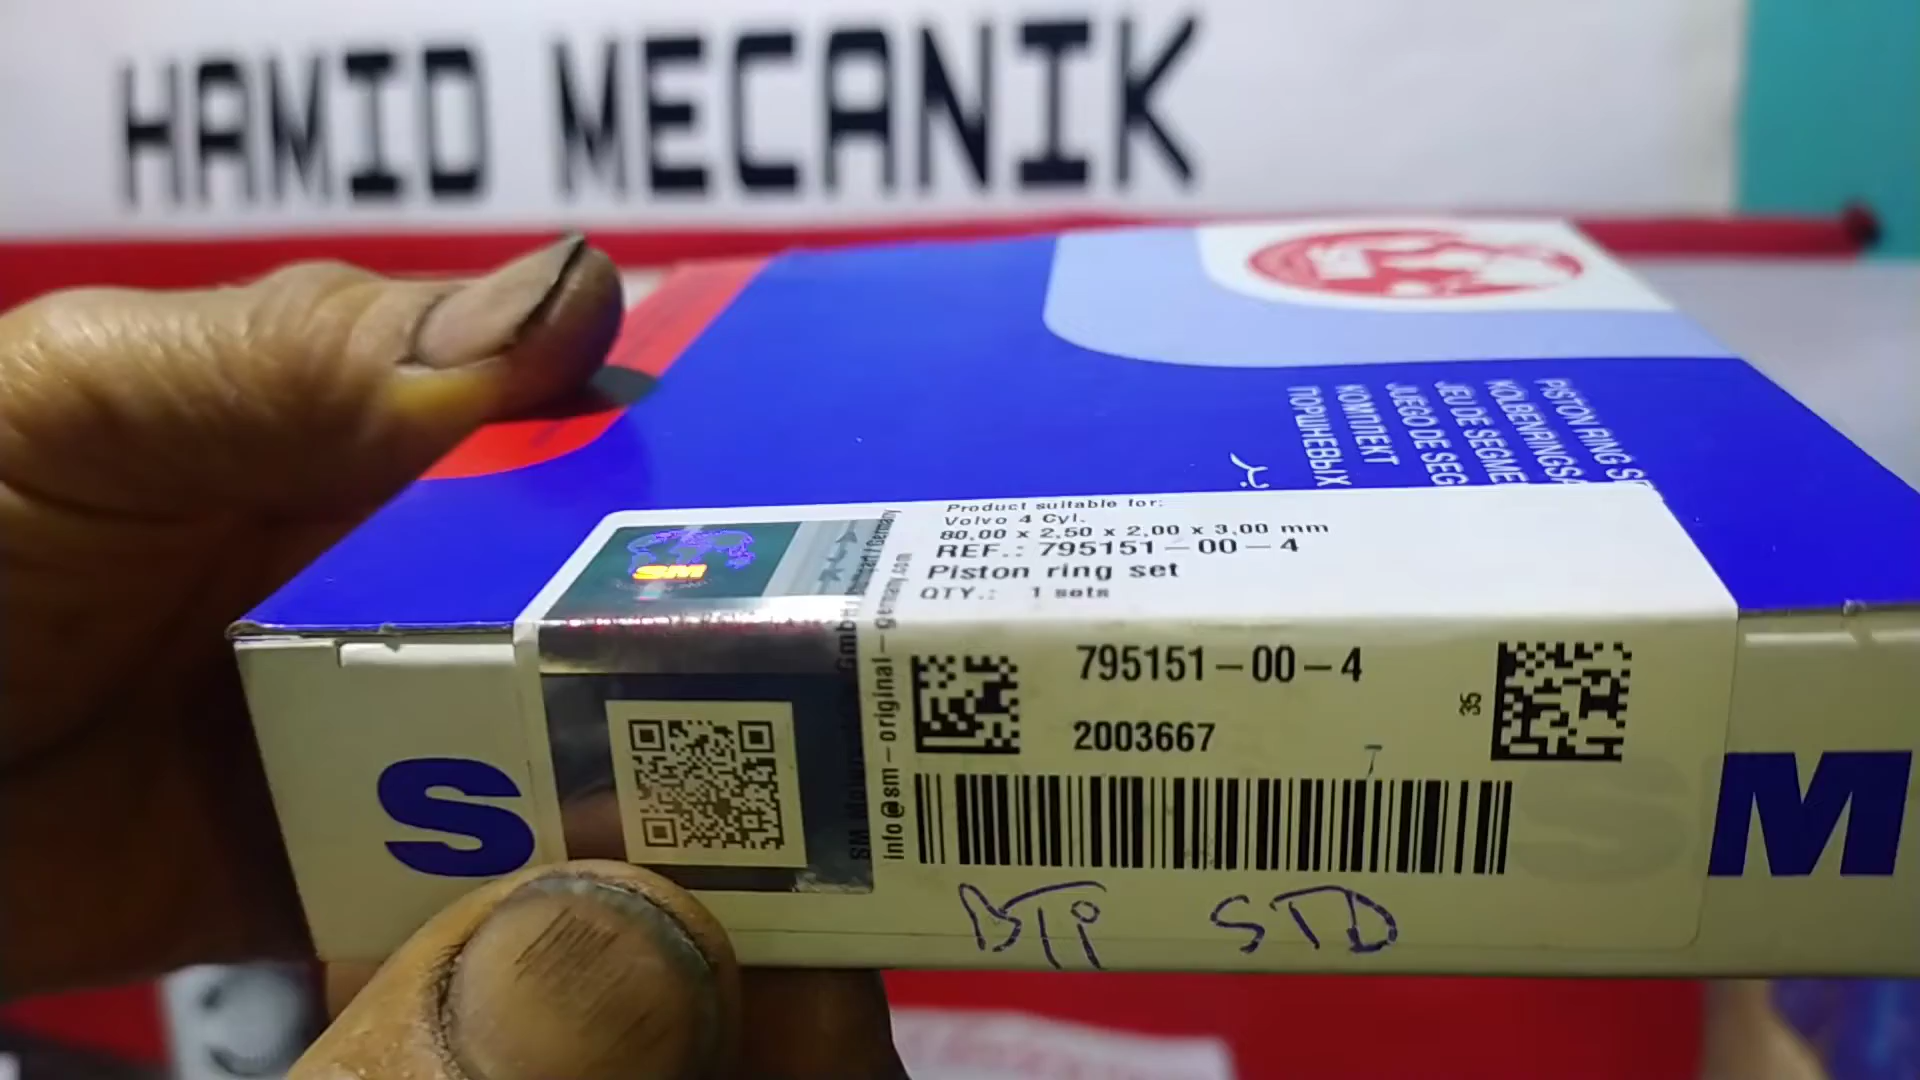 HAMID MECANIK
PISTON RING S
KOLBENRINGSA
JEU DE SEGME
JUEGO DE SEG
КОМПЛЕКТ
ПОРШНЕВЫХ
Product suitable for:
Volvo 4 Cyl.
80,00 x 2,50 x 2,00 x 3,00 mm
REF.: 795151-00-4
Piston ring set
QTY.: 1 sets
SM
info@sm-original-germany.com
795151-00-4
2003667
35
S M
STD